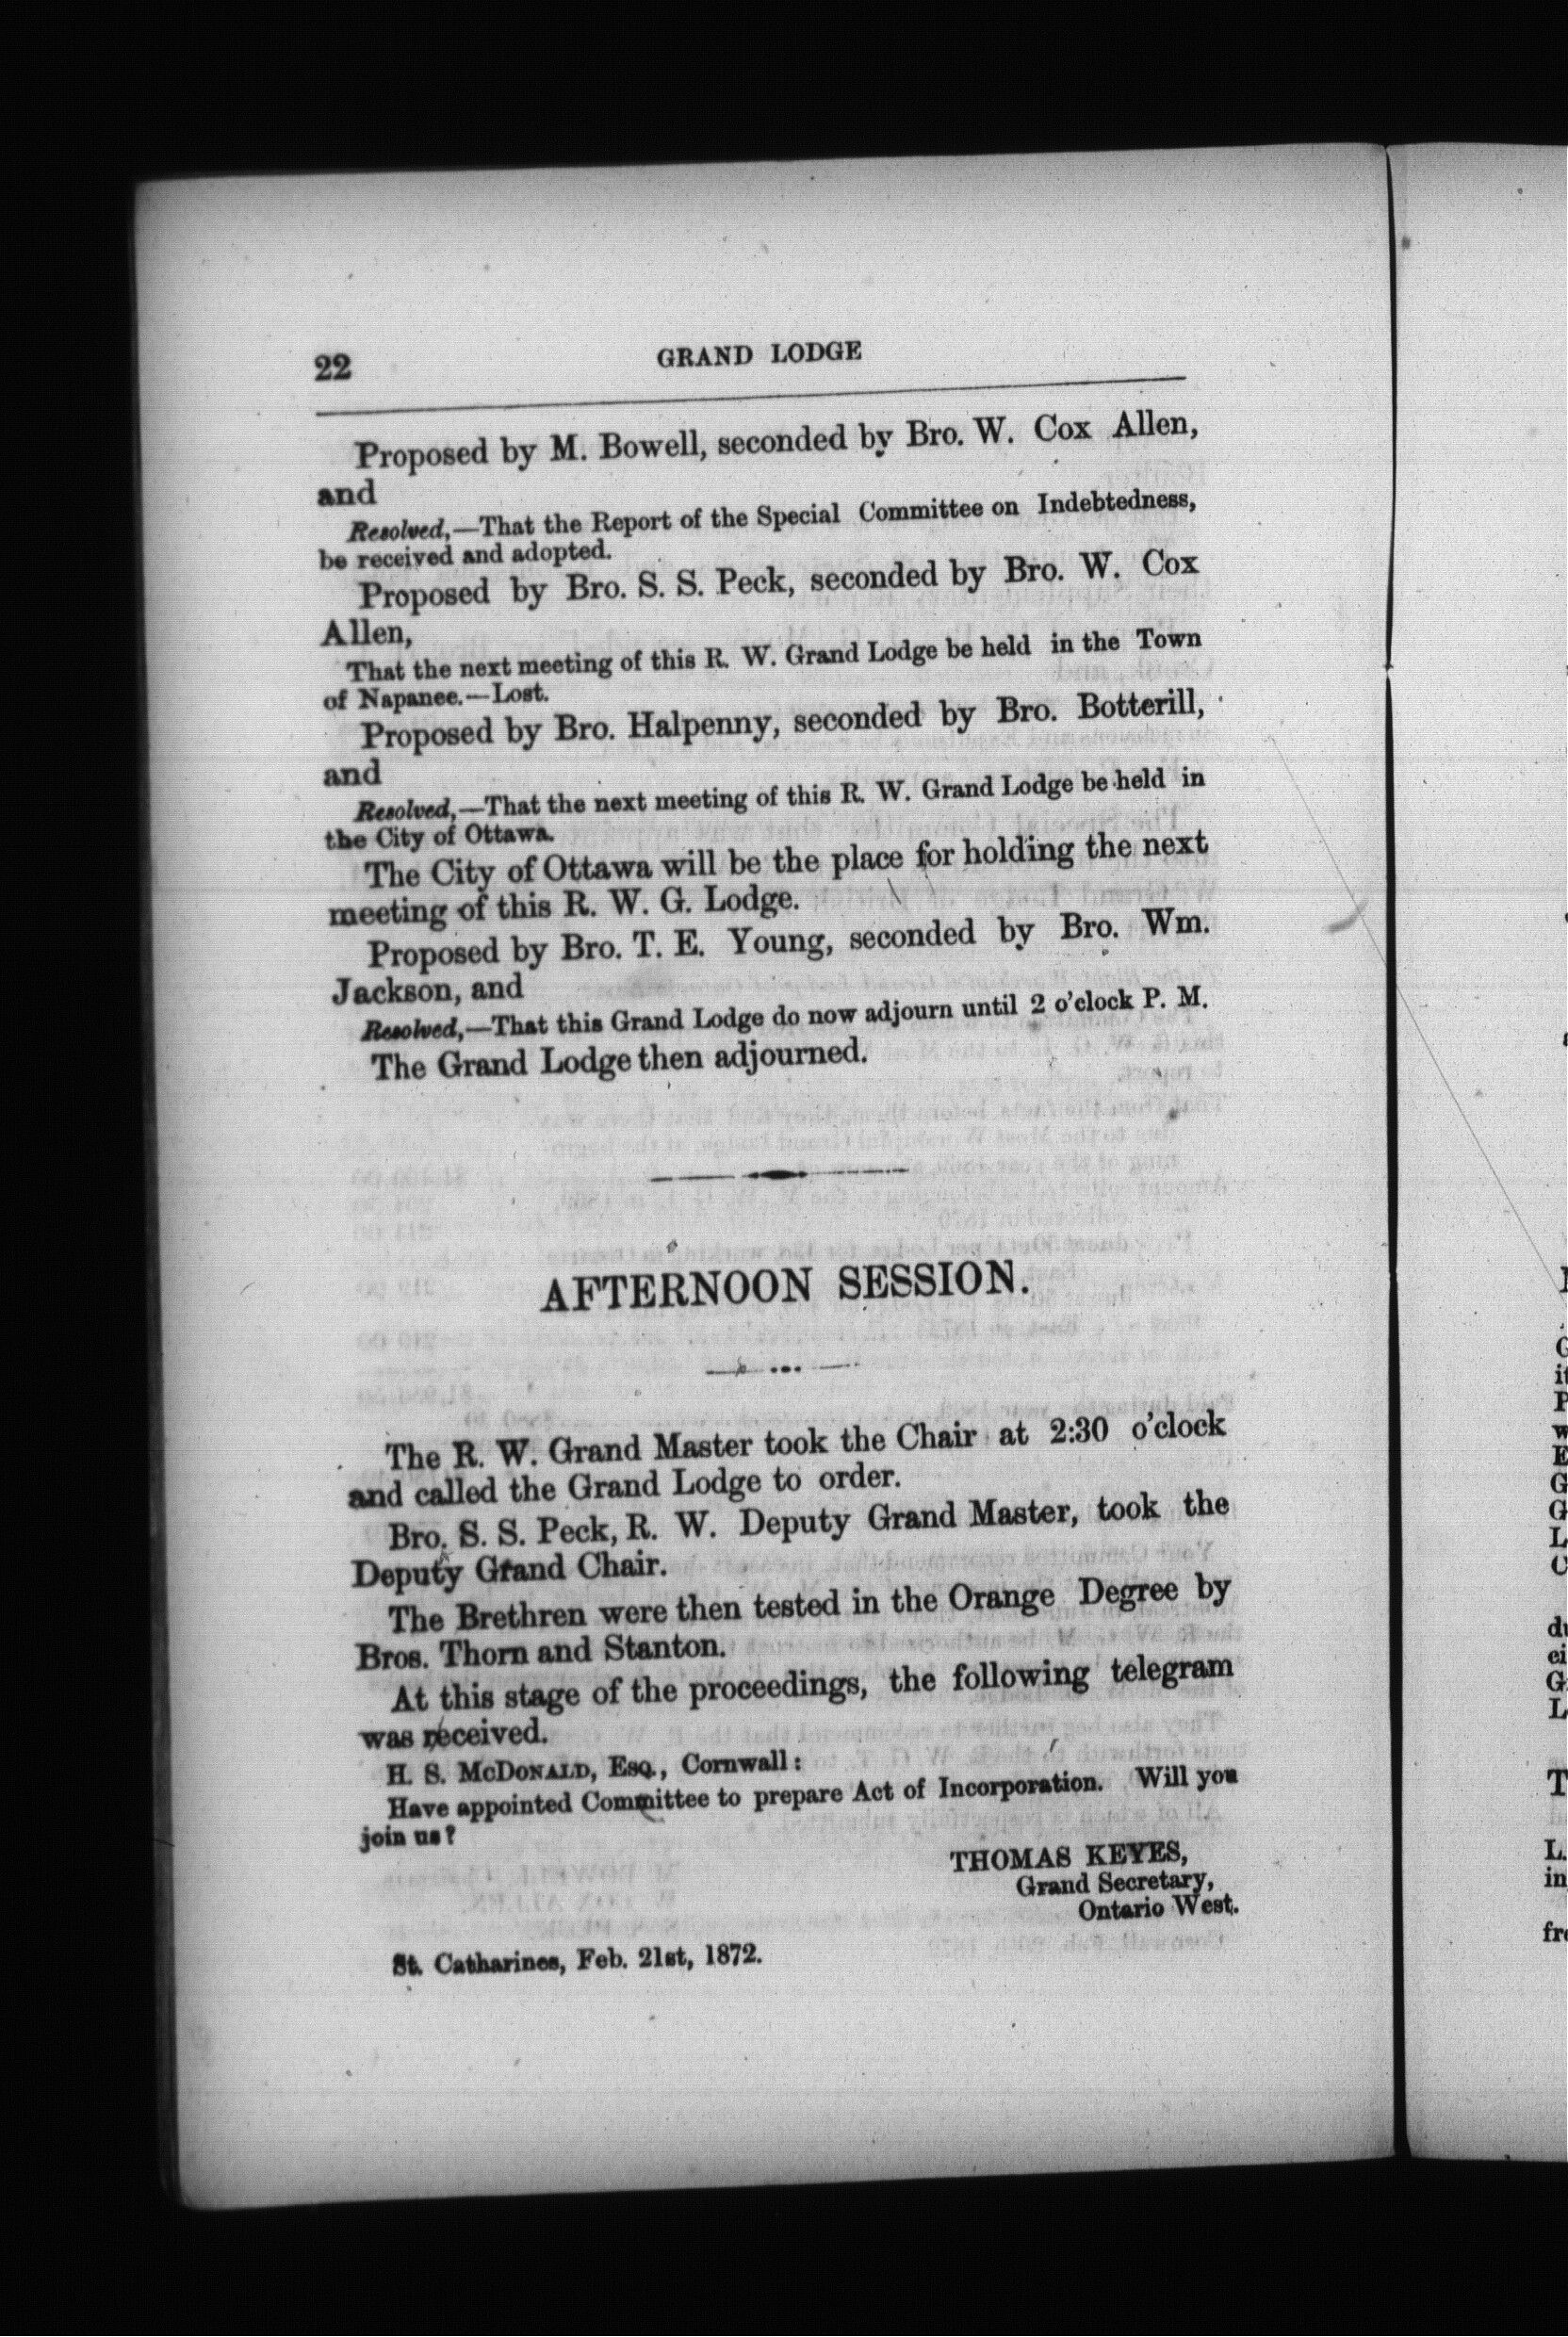 22
GRAND LODGE
Proposed by M. Bowell, seconded by Bro. W. Cox Allen,
and
Resolved,—That the Report of the Special Committee on Indebtedness,
be received and adopted.
Proposed by Bro. S. S. Peck, seconded by Bro. W. Cox
Allen,
That the next meeting of this R. W. Grand Lodge be held in the Town
of Napanee.—Lost.
Proposed by Bro. Halpenny, seconded by Bro. Botterill,
and
Resolved,—That the next meeting of this R. W. Grand Lodge be held in
the City of Ottawa.
The City of Ottawa will be the place for holding the next
meeting of this R. W. G. Lodge.
Proposed by Bro. T. E. Young, seconded by Bro. Wm.
Jackson, and
Resolved,—That this Grand Lodge do now adjourn until 2 o'clock P. M.
The Grand Lodge then adjourned.
AFTERNOON SESSION.
The R. W. Grand Master took the Chair at 2:30 o'clock
and called the Grand Lodge to order.
Bro. S. S. Peck, R. W. Deputy Grand Master, took the
Deputy Grand Chair.
The Brethren were then tested in the Orange Degree by
Bros. Thorn and Stanton.
At this stage of the proceedings, the following telegram
was received.
H. S. McDonald, Esq., Cornwall:
Have appointed Committee to prepare Act of Incorporation. Will you
join us?
THOMAS KEYES,
Grand Secretary,
Ontario West.
St. Catharines, Feb. 21st, 1872.